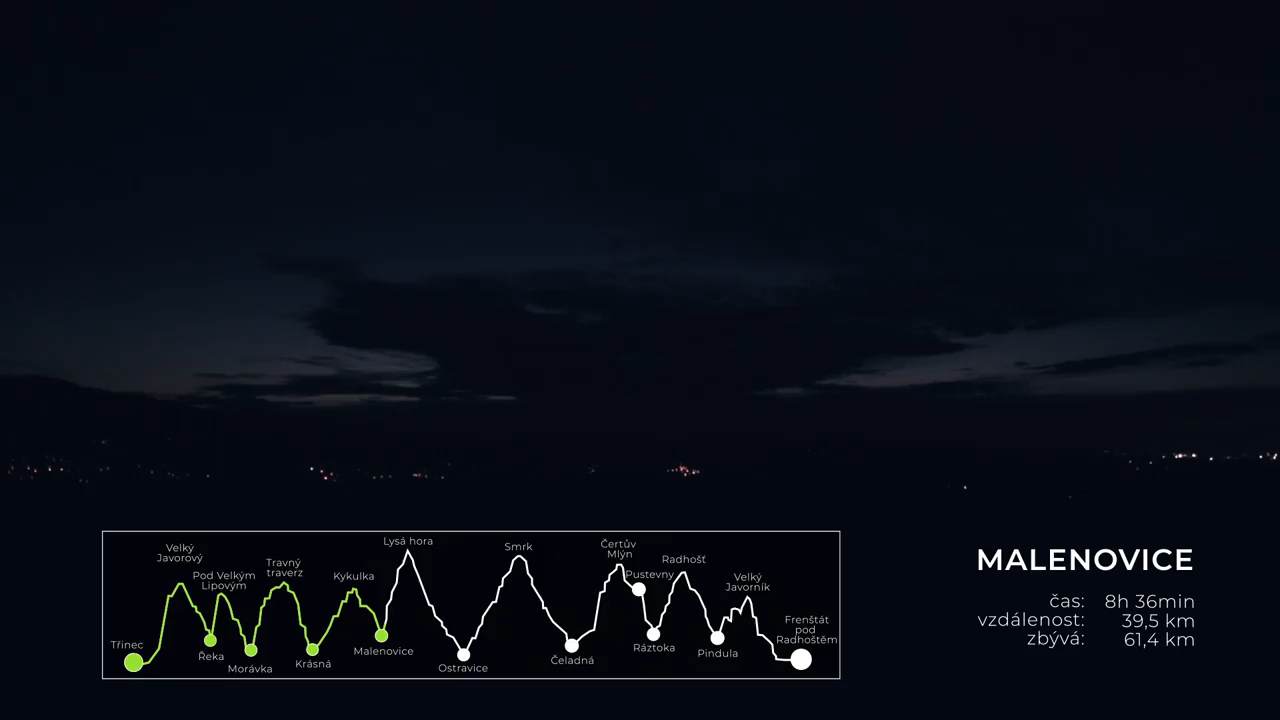 Velký
Javorový
Pod Velkým
Lipovým
Travný
traverz
Kykulka
Lysá hora
Smrk
Čertův
Mlýn
Pustevny
Radhošť
Velký
Javorník
Třinec
Řeka
Morávka
Krásná
Malenovice
Ostravice
Čeladná
Ráztoka
Pindula
Frenštát
pod
Radhoštěm
MALENOVICE
čas: 8h 36min
vzdálenost: 39,5 km
zbývá: 61,4 km